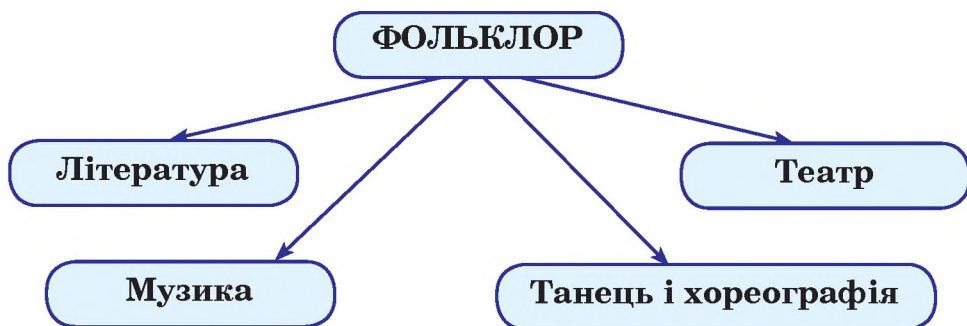 ФОЛЬКЛОР
Література
Театр
Музика
Танець і хореографія